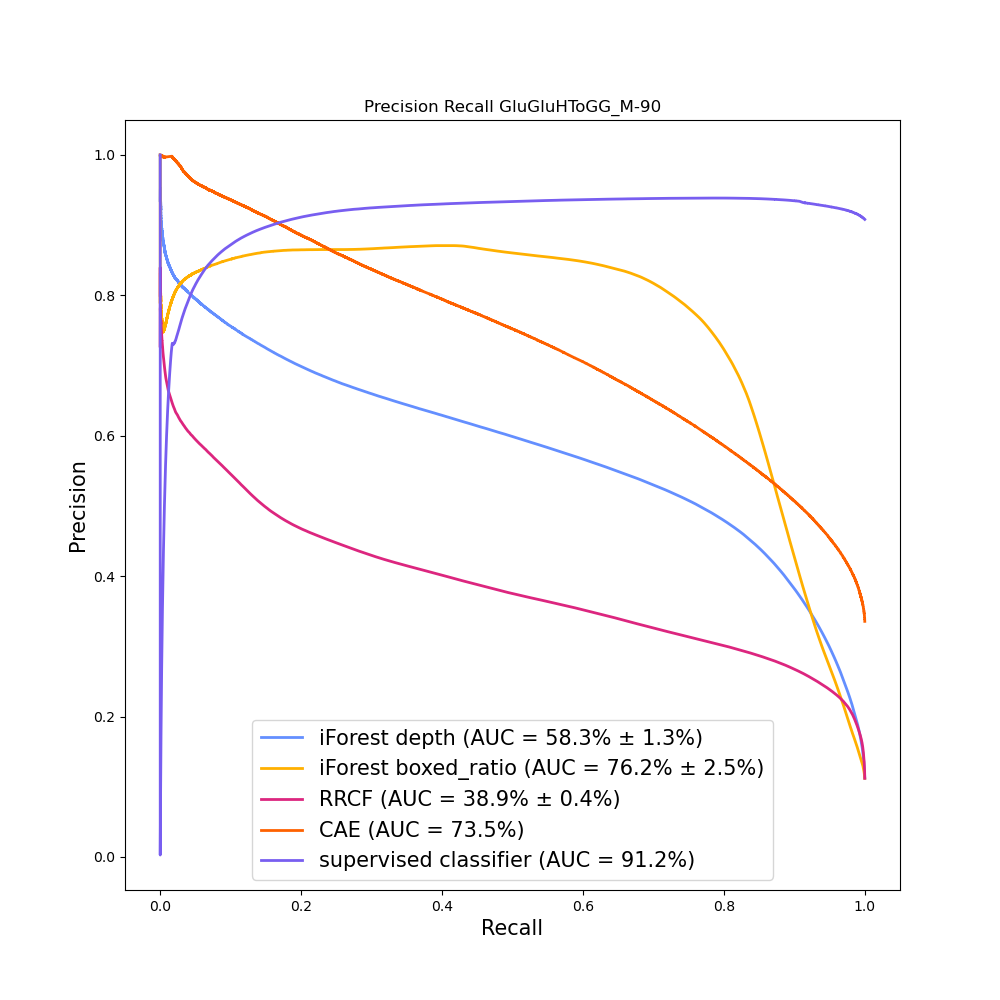 Precision Recall GluGluHToGG_M-90
1.0
0.8
0.6
0.4
0.2
0.0
Precision
iForest depth (AUC = 58.3% ± 1.3%)
iForest boxed_ratio (AUC = 76.2% ± 2.5%)
RRCF (AUC = 38.9% ± 0.4%)
CAE (AUC = 73.5%)
supervised classifier (AUC = 91.2%)
0.0 0.2 0.4 0.6 0.8 1.0
Recall